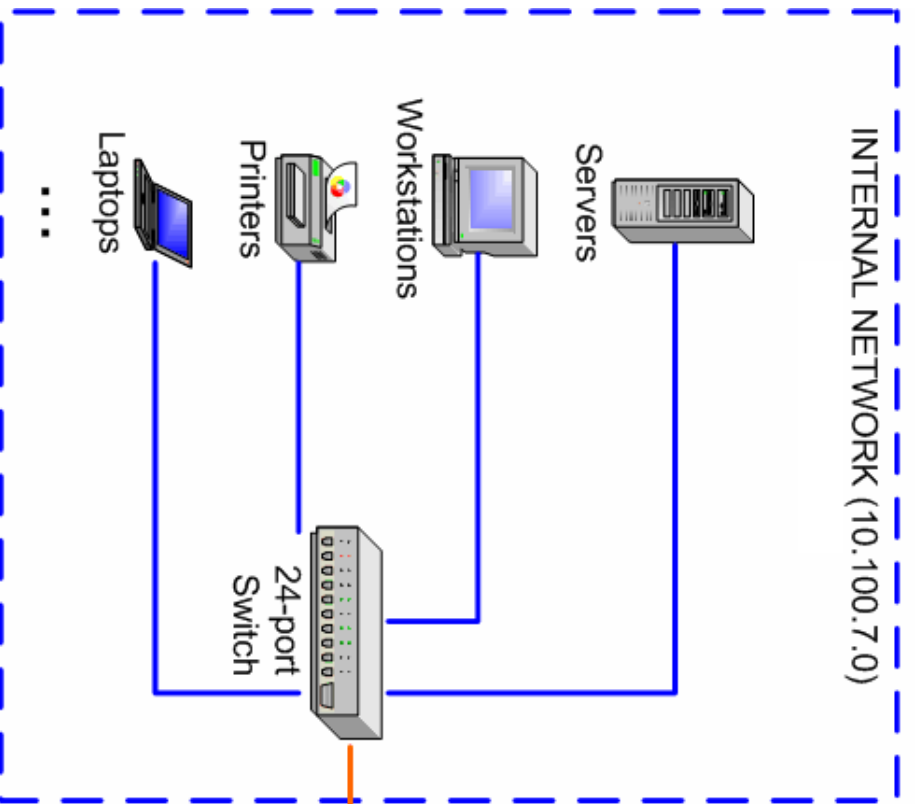 INTERNAL NETWORK (10.100.7.0)
Servers
Workstations
Printers
Laptops
...
24-port
Switch